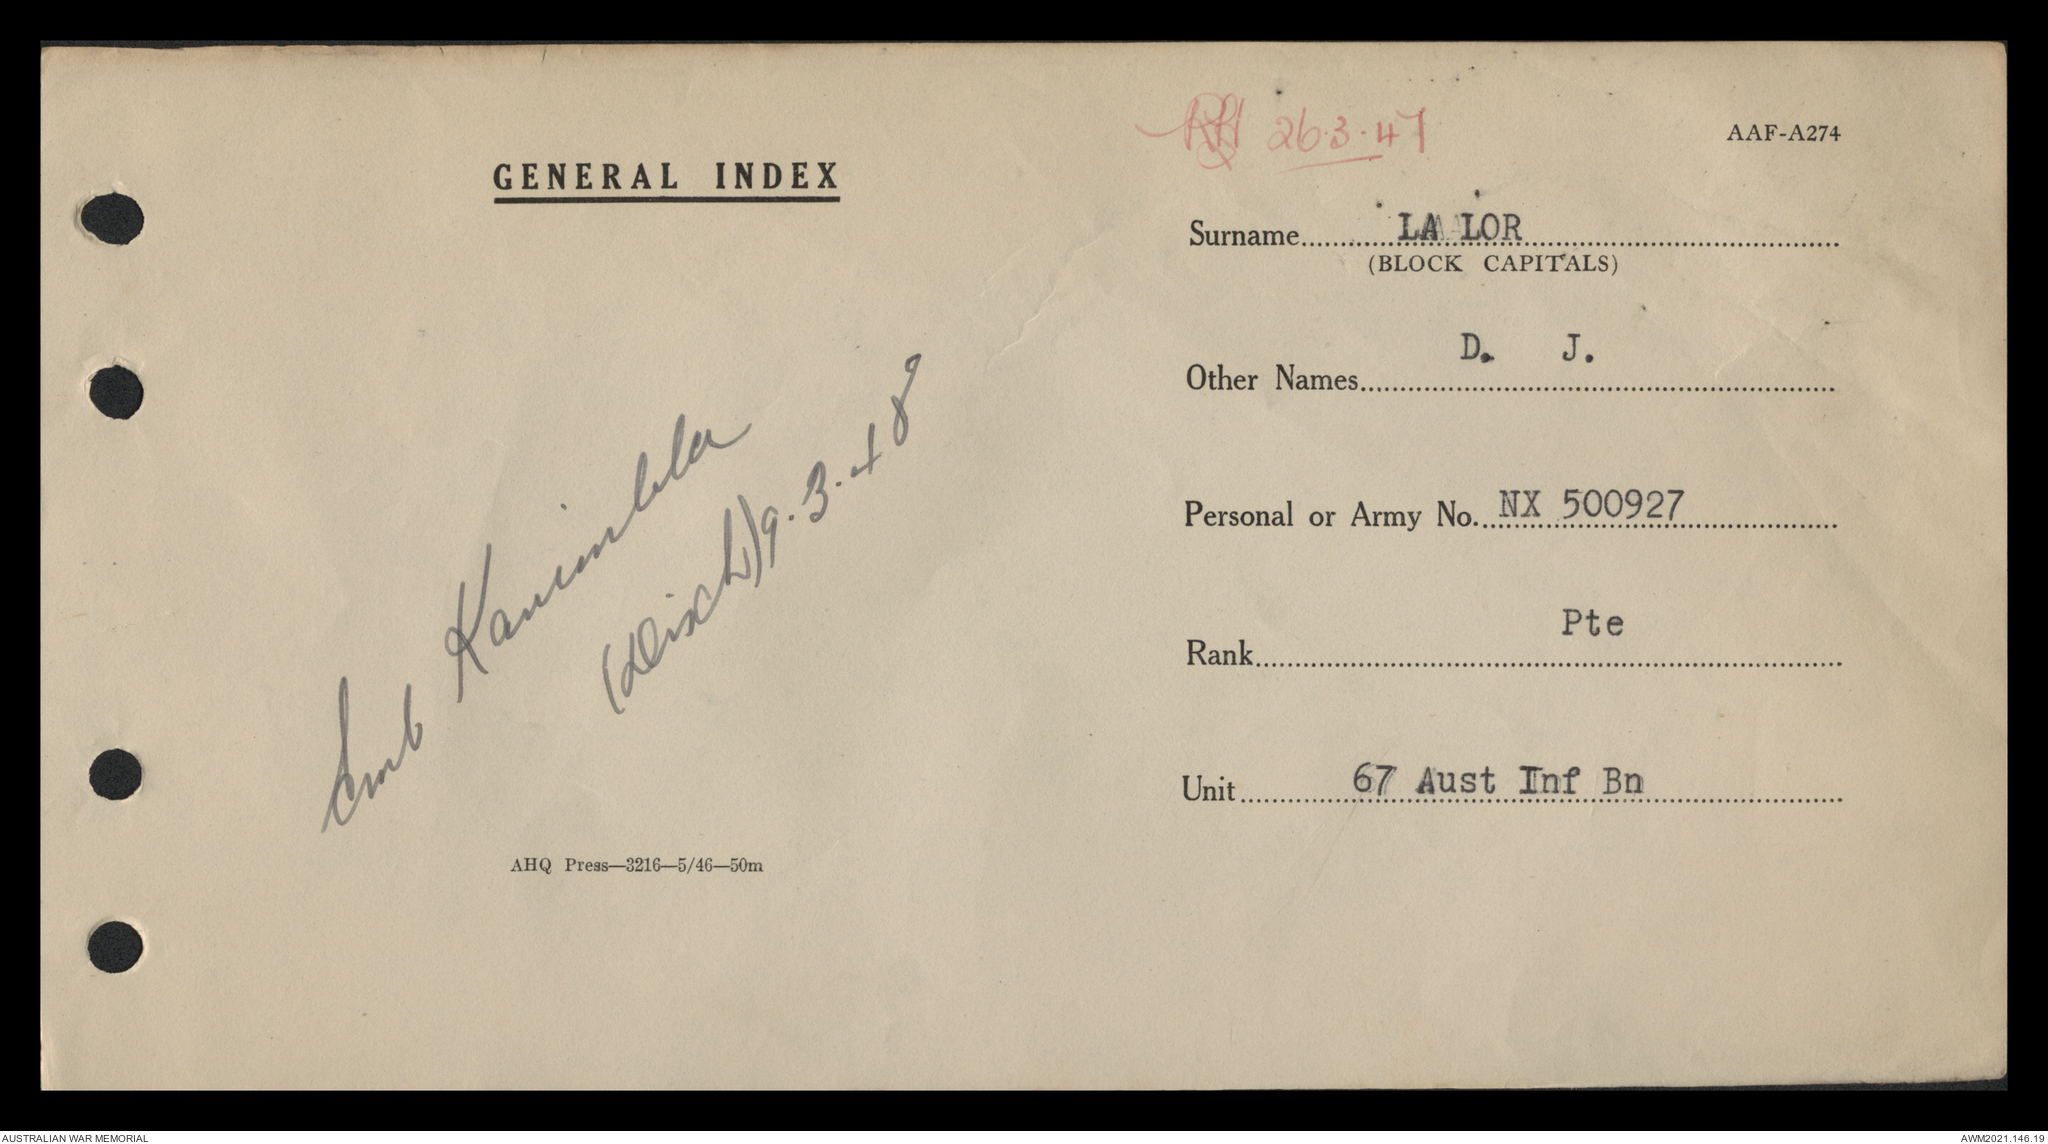 26.3.47
AAF-A274
GENERAL INDEX
Surname LALOR
(BLOCK CAPITALS)
Other Names D. J.
Personal or Army No. NX 500927
Rank Pte
Unit 67 Aust Inf Bn
Emb Kanimbla
(Disch) 9.3.48
AHQ Press—3216—5/46—50m
AUSTRALIAN WAR MEMORIAL
AWM2021.146.19